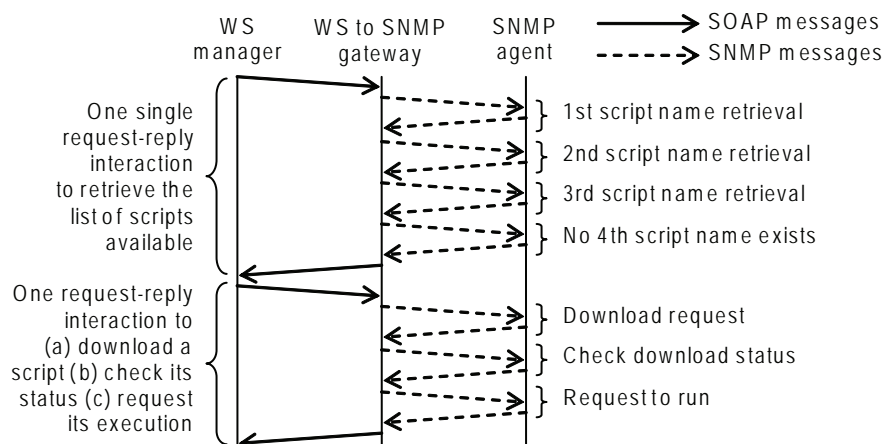 WS manager
WS to SNMP gateway
SNMP agent
SOAP messages
SNMP messages
One single
request-reply
interaction
to retrieve the
list of scripts
available
1st script name retrieval
2nd script name retrieval
3rd script name retrieval
No 4th script name exists
One request-reply
interaction to
(a) download a
script (b) check its
status (c) request
its execution
Download request
Check download status
Request to run